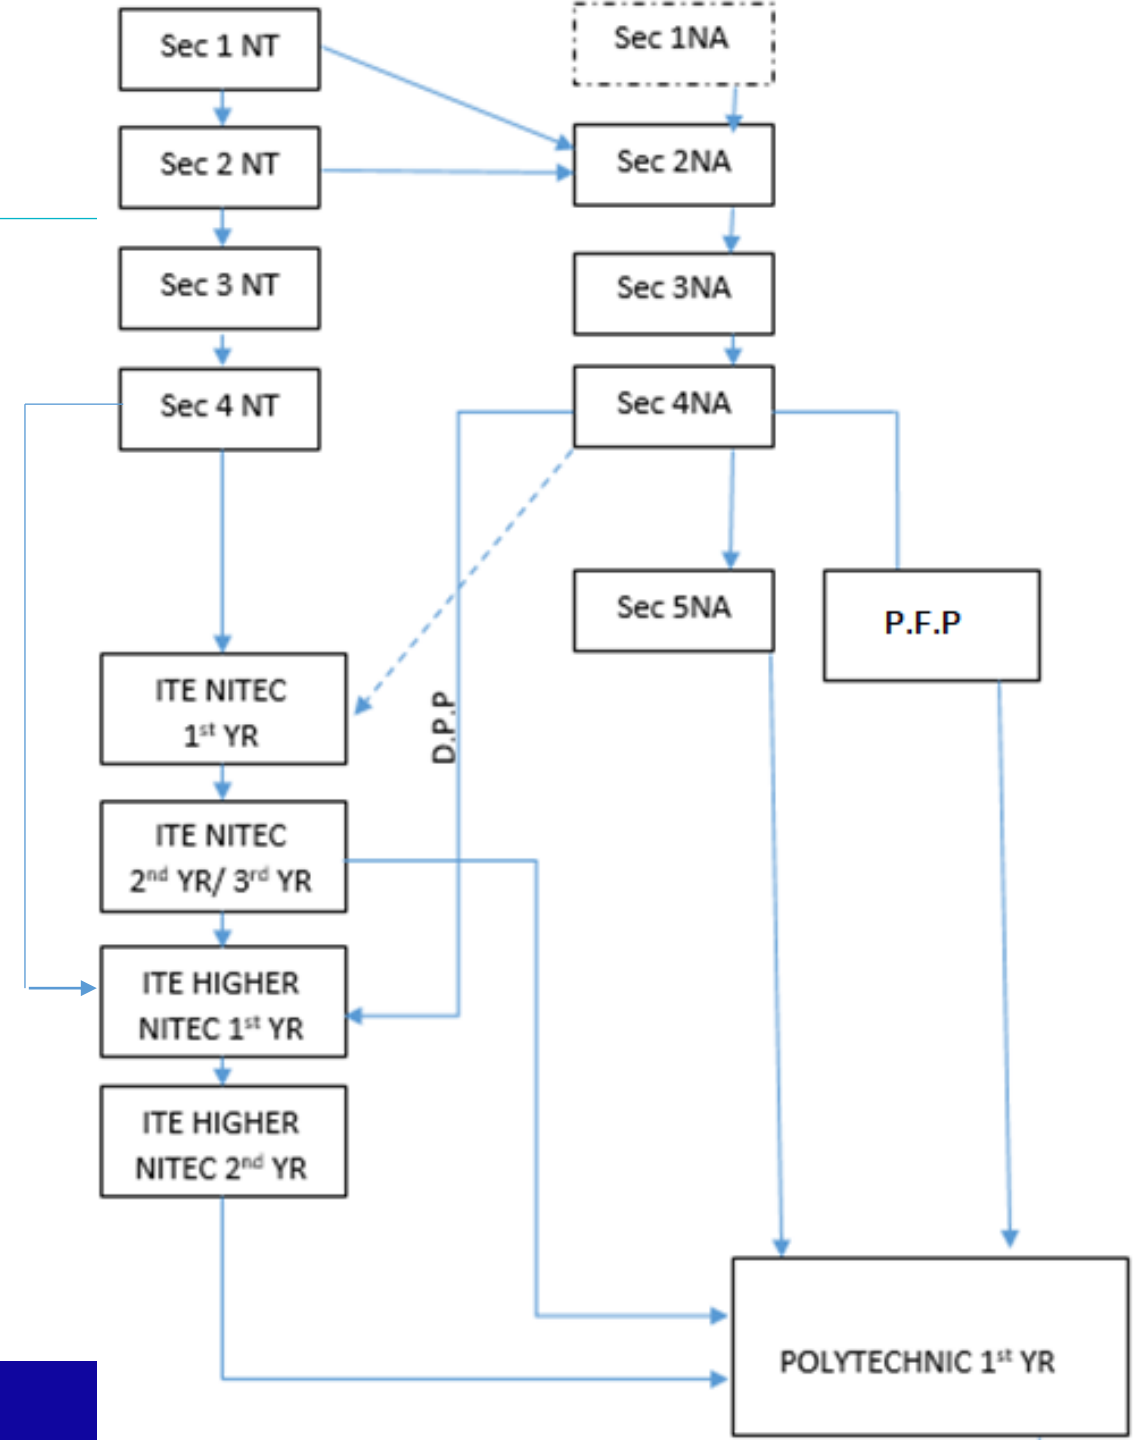 Sec 1 NT
Sec 1NA
Sec 2 NT
Sec 2NA
Sec 3 NT
Sec 3NA
Sec 4 NT
Sec 4NA
Sec 5NA
P.F.P
ITE NITEC
1st YR
D.P.P
ITE NITEC
2nd YR/ 3rd YR
ITE HIGHER
NITEC 1st YR
ITE HIGHER
NITEC 2nd YR
POLYTECHNIC 1st YR